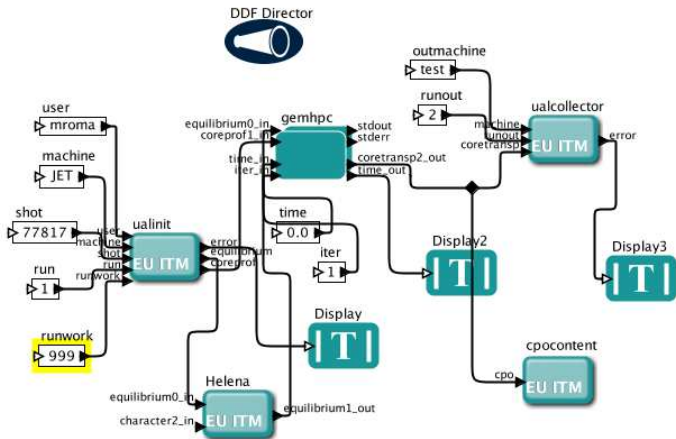 DDF Director
outmachine
test
runout
2
ualcollector
machine
runout
coretransp
error
EU ITM
user
mroma
machine
JET
shot
77817
run
1
runwork
999
gemhpc
equilibrium0_in
coreprof1_in
time_in
iter_in
stdout
stderr
coretransp2_out
time_out
time
0.0
iter
1
ualinit
user
machine
shot
run
runwork
error
equilibrium
coreprof
EU ITM
Display2
T
Display3
T
Display
T
cpocontent
cpo
EU ITM
Helena
equilibrium0_in
character2_in
equilibrium1_out
EU ITM